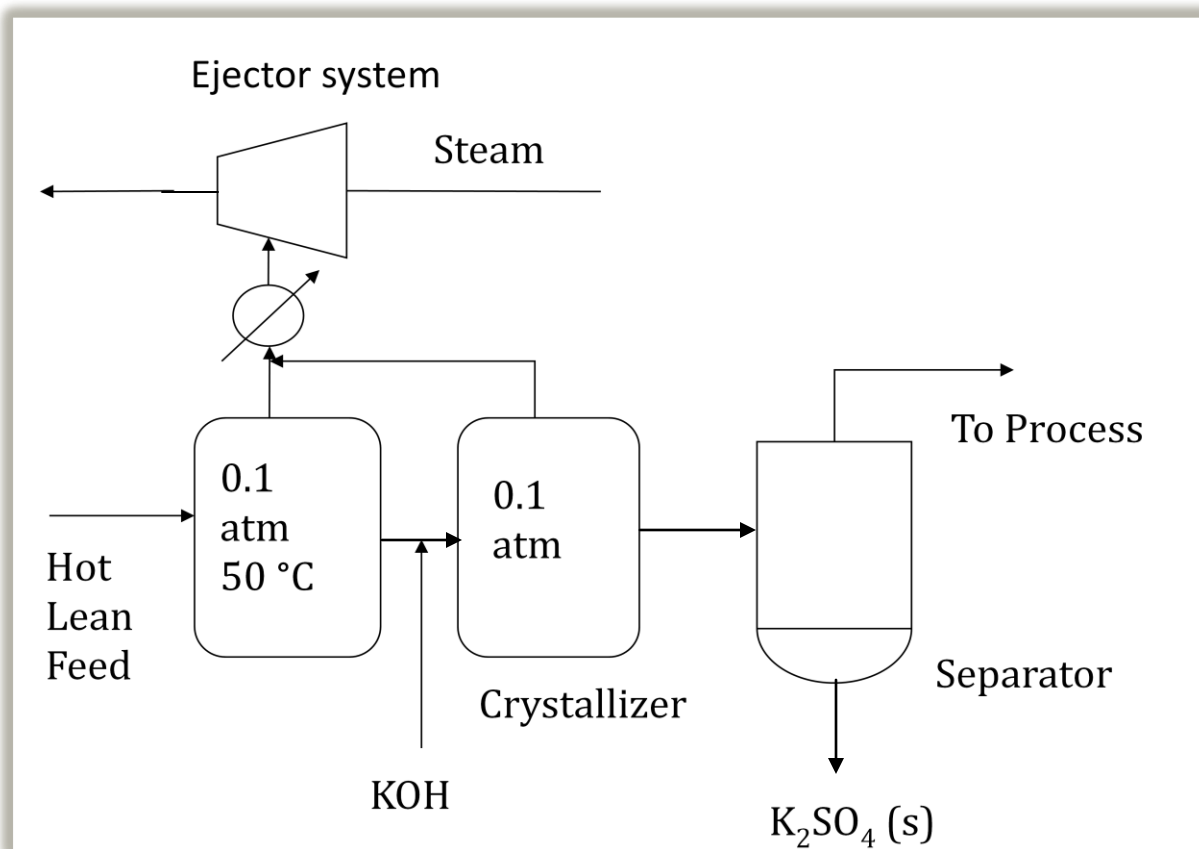 Ejector system
Steam
0.1
atm
50 °C
0.1
atm
Hot
Lean
Feed
To Process
Separator
Crystallizer
KOH
K₂SO₄ (s)